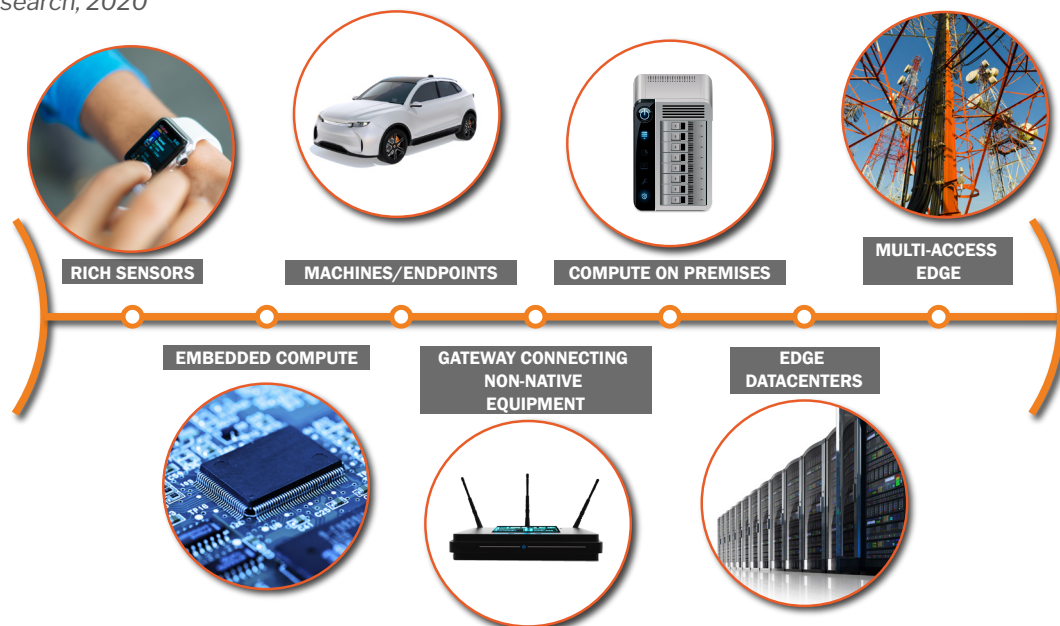 search, 2020
RICH SENSORS
MACHINES/ENDPOINTS
COMPUTE ON PREMISES
MULTI-ACCESS
EDGE
EMBEDDED COMPUTE
GATEWAY CONNECTING
NON-NATIVE
EQUIPMENT
EDGE
DATACENTERS
TP16